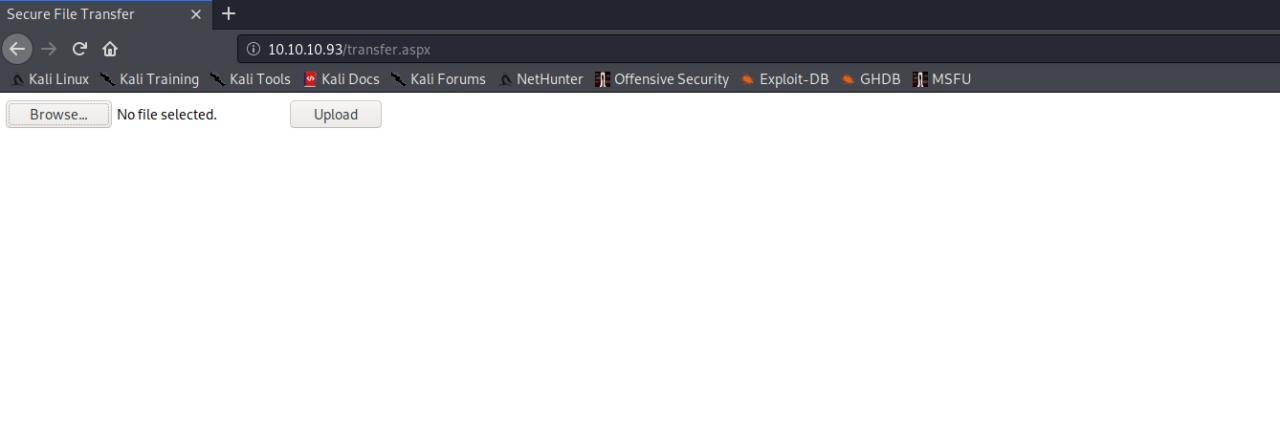 Secure File Transfer
10.10.10.93/transfer.aspx
Kali Linux Kali Training Kali Tools Kali Docs Kali Forums NetHunter Offensive Security Exploit-DB GHDB MSFU
Browse... No file selected. Upload